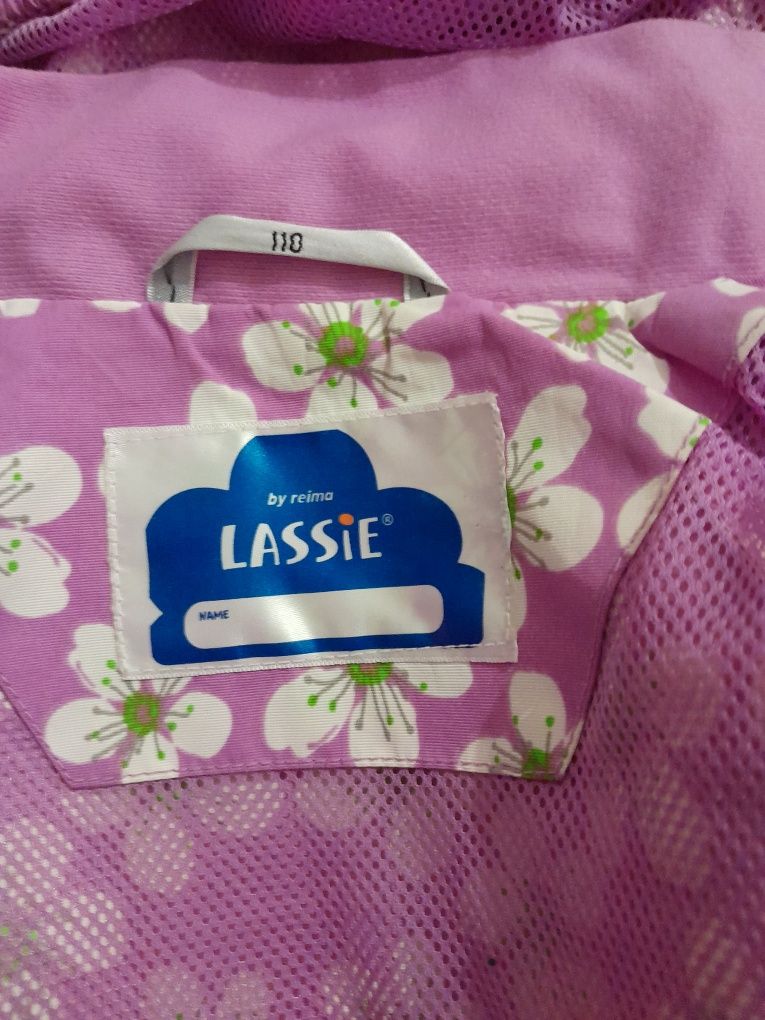 110
by reima
LASSiE®
NAME